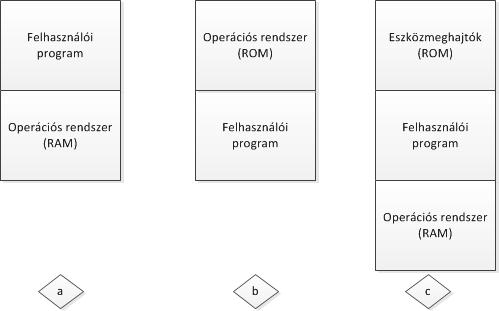 Felhasználói
program
Operációs rendszer
(RAM)
a
Operációs rendszer
(ROM)
Felhasználói
program
b
Eszközmeghajtók
(ROM)
Felhasználói
program
Operációs rendszer
(RAM)
c